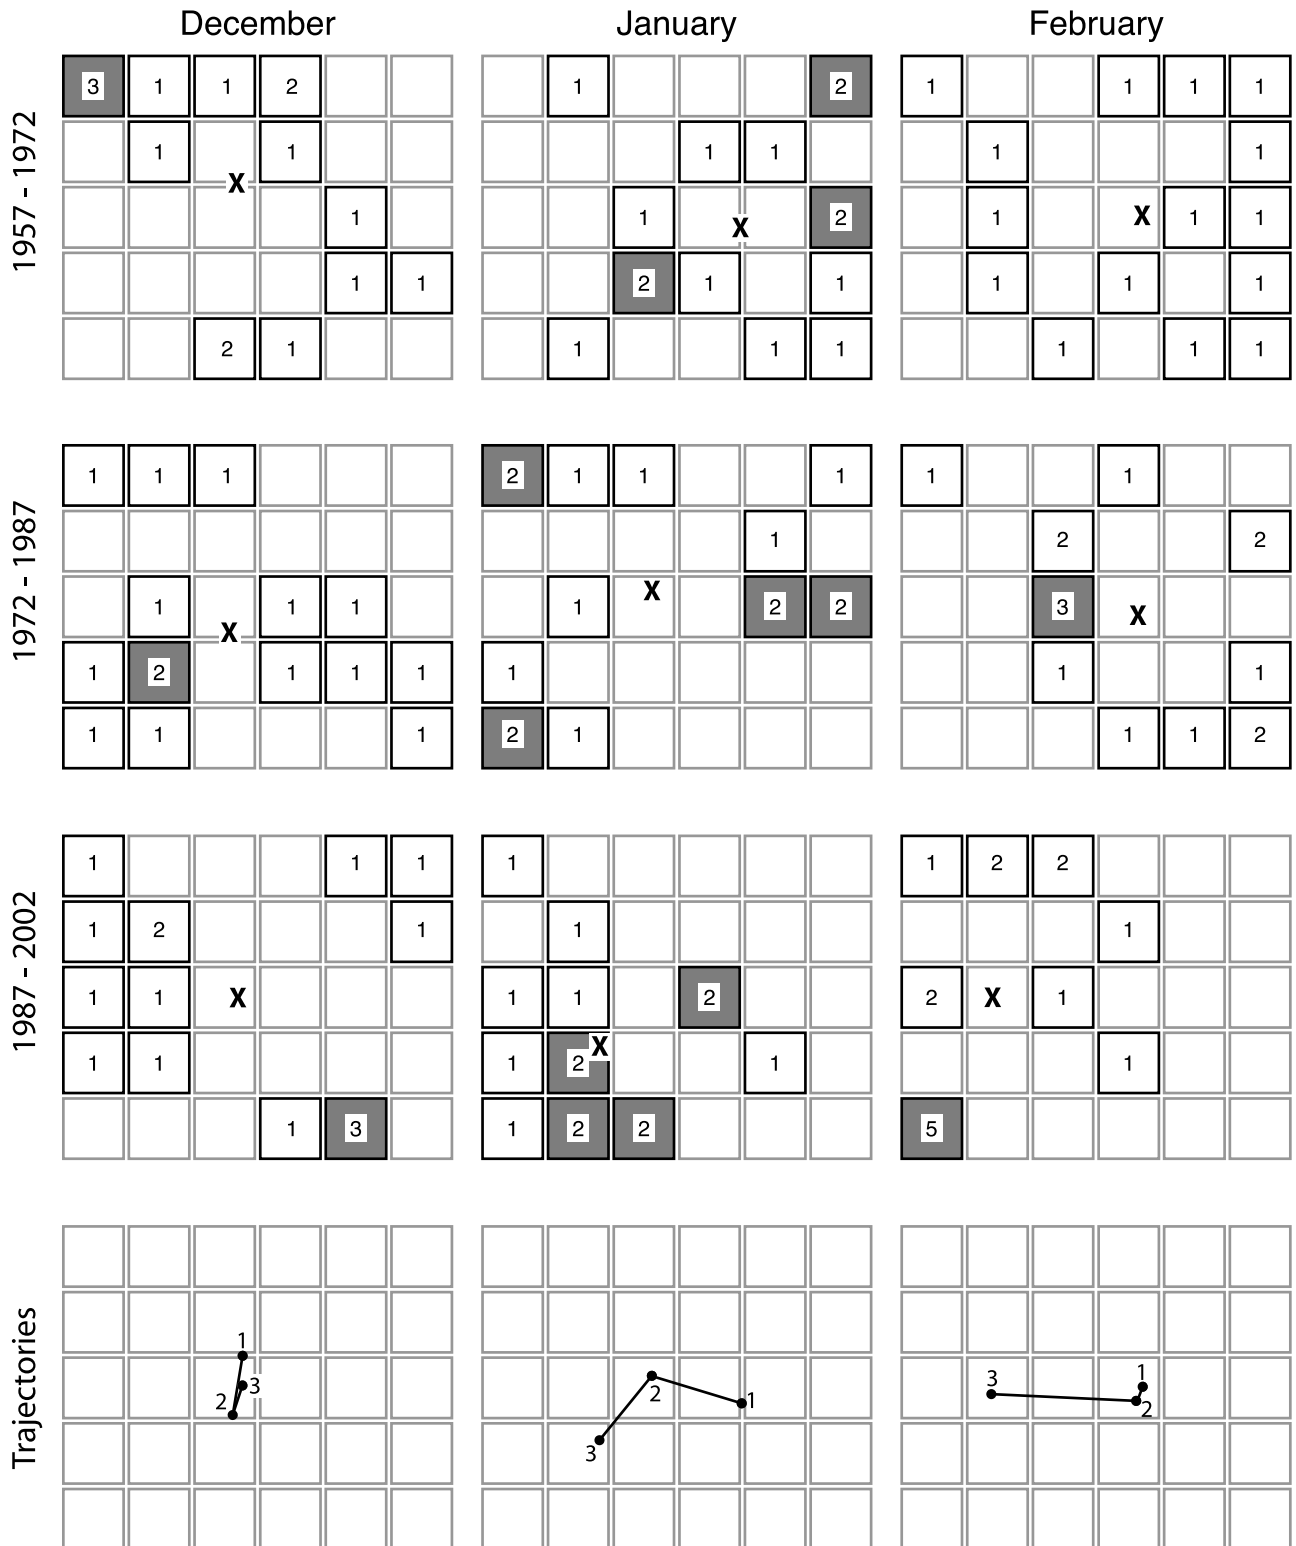 December January February
1957 - 1972
3 1 1 2 1 2 1 1 1 1
1 1 1 1 1 1
X
1 1 X 2 1 X 1 1
1 1 2 1 1 1 1 1
2 1 1 1 1 1 1 1
1972 - 1987
1 1 1 2 1 1 1 1 1
1 2 2
1 1 1 1 X 2 2 3 X
X
1 2 1 1 1 1 1 1
1 1 1 2 1 1 1 2
1987 - 2002
1 1 1 1 1 2 2
1 2 1 1 1
1 1 X 1 1 2 2 X 1
X
1 1 1 2 1 1
1 3 1 2 2 5
Trajectories
1
2 3
1
2
3
1
2
3